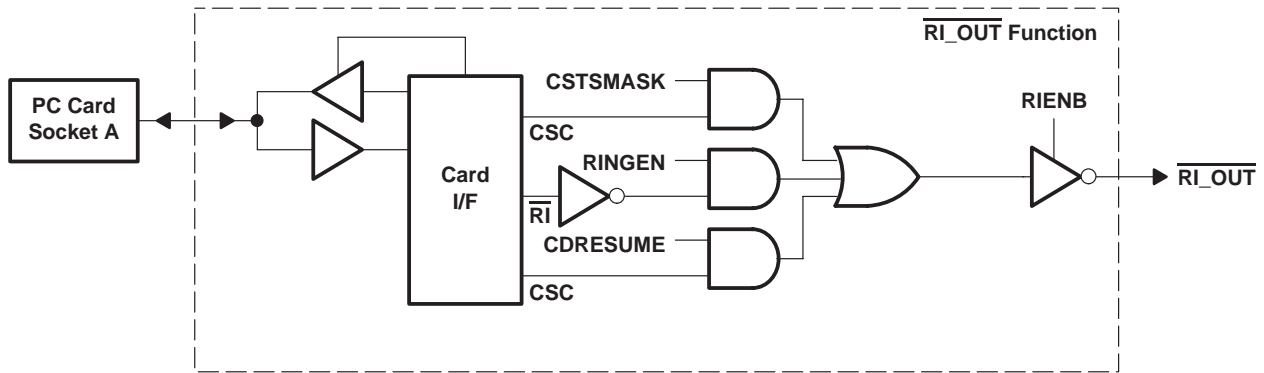 RI_OUT Function
PC Card
Socket A
CSTSMASK
CSC
RINGEN
Card
I/F
RI
CDRESUME
CSC
RIENB
RI_OUT